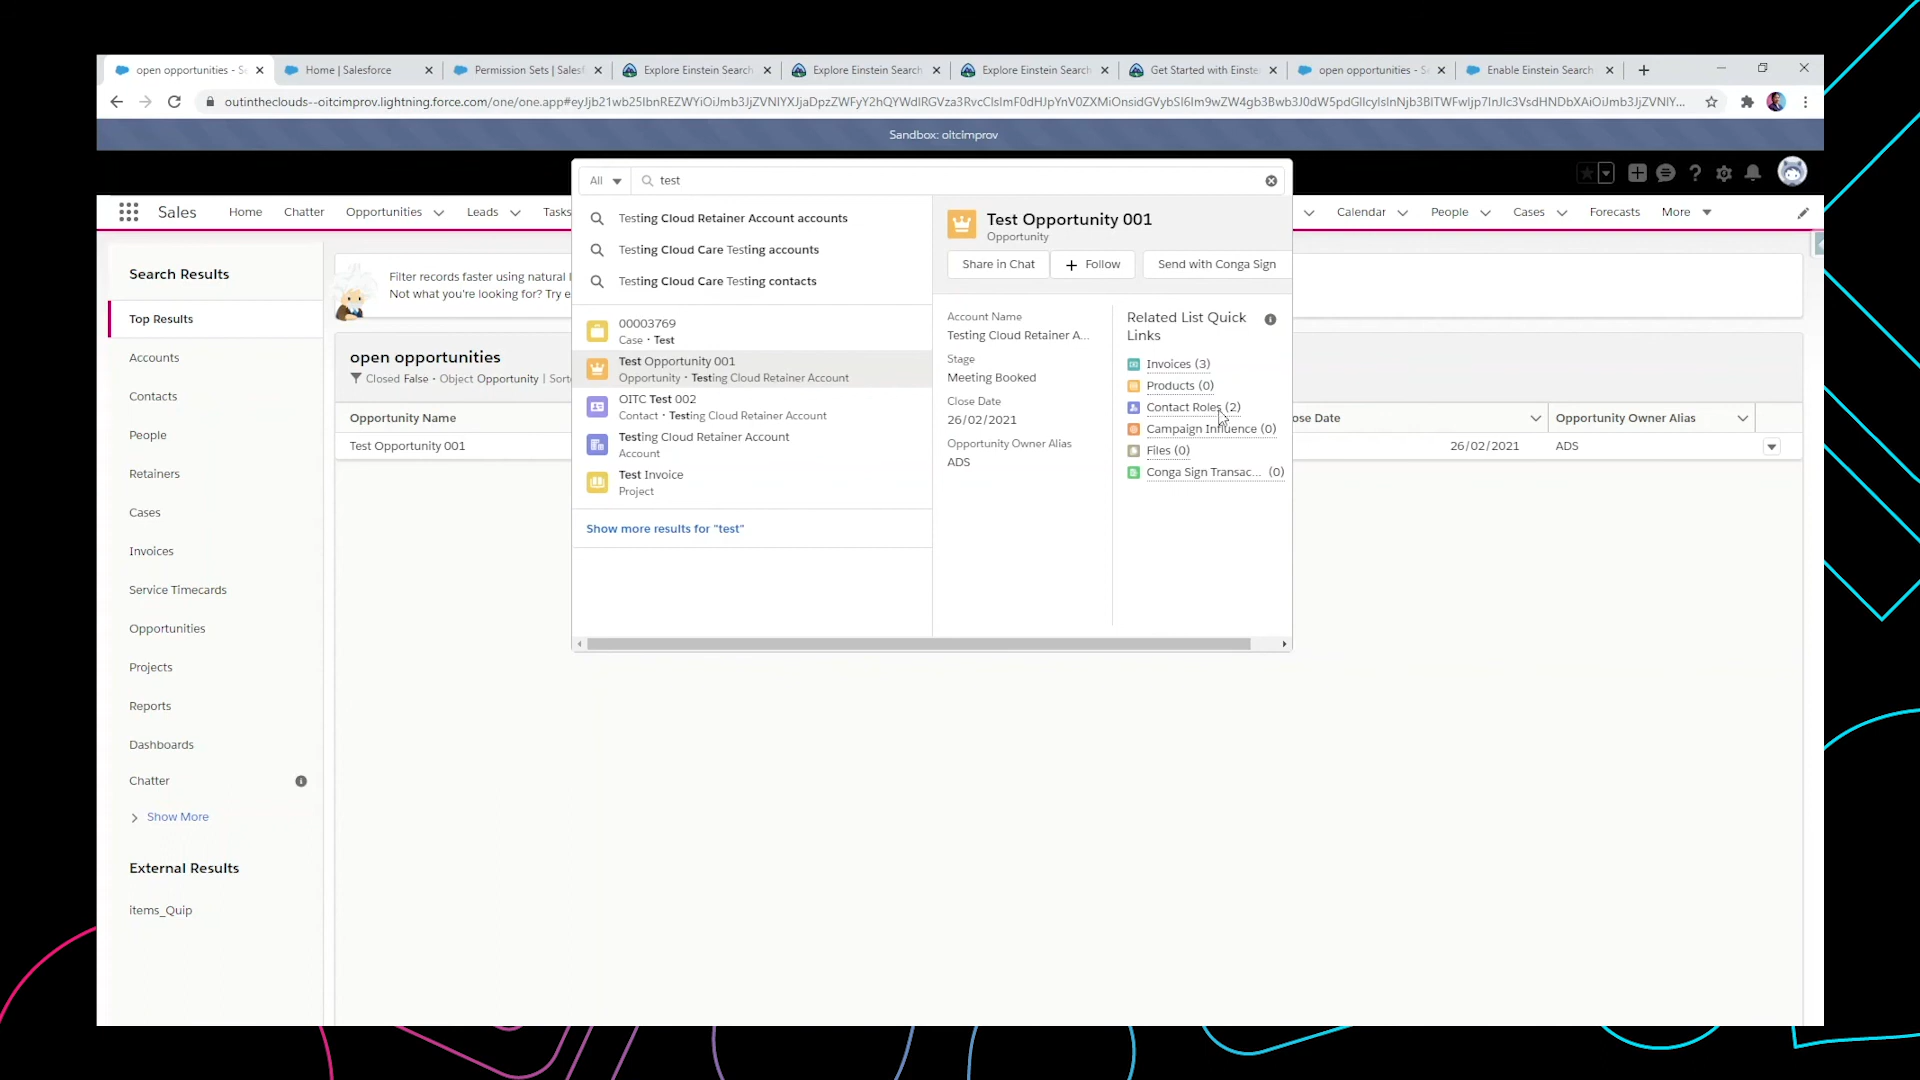 open opportunities - S
Home | Salesforce
Permission Sets | Salesf
Explore Einstein Search
Explore Einstein Search
Explore Einstein Search
Get Started with Einste
open opportunities - S
Enable Einstein Search
Sandbox: oitcimprov
All
test
Sales
Home
Chatter
Opportunities
Leads
Tasks
Calendar
People
Cases
Forecasts
More
Search Results
Top Results
Accounts
Contacts
People
Retainers
Cases
Invoices
Service Timecards
Opportunities
Projects
Reports
Dashboards
Chatter
Show More
External Results
items_Quip
Filter records faster using natural l
Not what you're looking for? Try e
open opportunities
Closed False • Object Opportunity | Sort
Opportunity Name
Test Opportunity 001
Testing Cloud Retainer Account accounts
Testing Cloud Care Testing accounts
Testing Cloud Care Testing contacts
00003769
Case • Test
Test Opportunity 001
Opportunity • Testing Cloud Retainer Account
OITC Test 002
Contact • Testing Cloud Retainer Account
Testing Cloud Retainer Account
Account
Test Invoice
Project
Show more results for "test"
Test Opportunity 001
Opportunity
Share in Chat
Follow
Send with Conga Sign
Account Name
Testing Cloud Retainer A...
Stage
Meeting Booked
Close Date
26/02/2021
Opportunity Owner Alias
ADS
Related List Quick
Links
Invoices (3)
Products (0)
Contact Roles (2)
Campaign Influence (0)
Files (0)
Conga Sign Transac... (0)
ose Date
Opportunity Owner Alias
26/02/2021
ADS